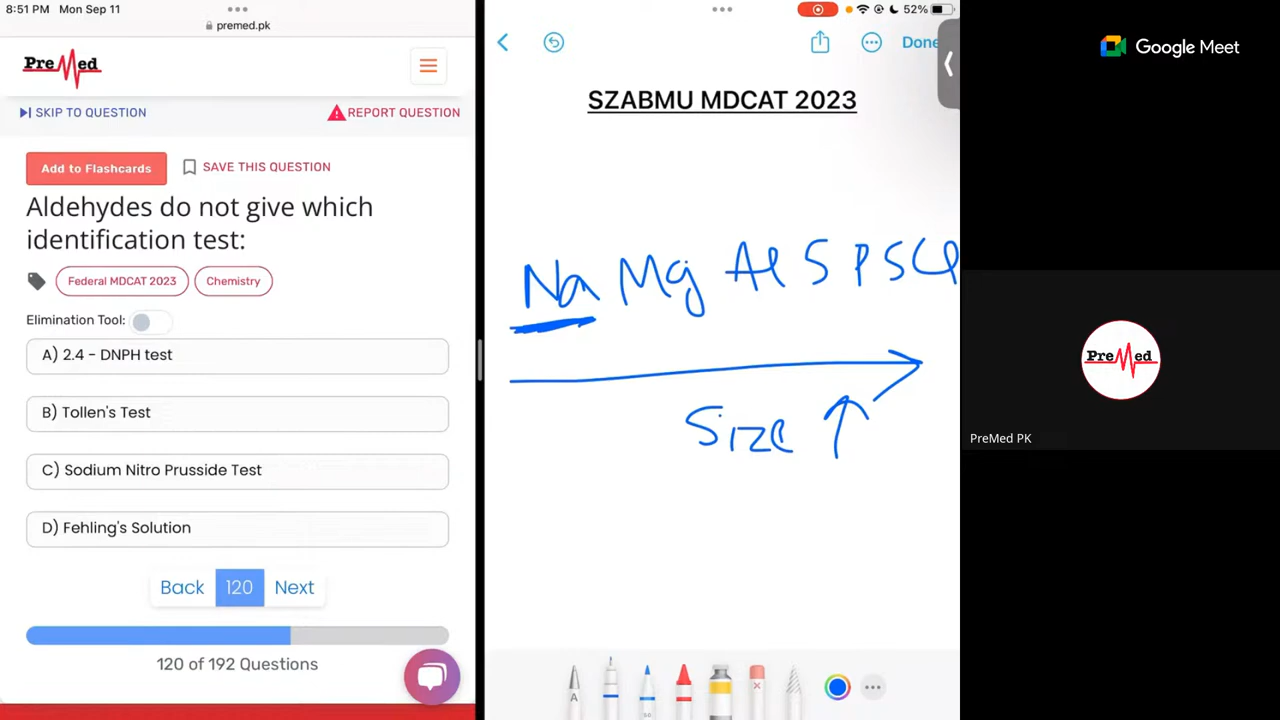 8:51 PM Mon Sep 11
premed.pk
PreMed
SKIP TO QUESTION
REPORT QUESTION
Add to Flashcards
SAVE THIS QUESTION
Aldehydes do not give which
identification test:
Federal MDCAT 2023
Chemistry
Elimination Tool:
A) 2.4 - DNPH test
B) Tollen's Test
C) Sodium Nitro Prusside Test
D) Fehling's Solution
Back 120 Next
120 of 192 Questions
52%
Done
SZABMU MDCAT 2023
Na Mg Al S P S Cl
Size ↑
A
Google Meet
PreMed
PreMed PK